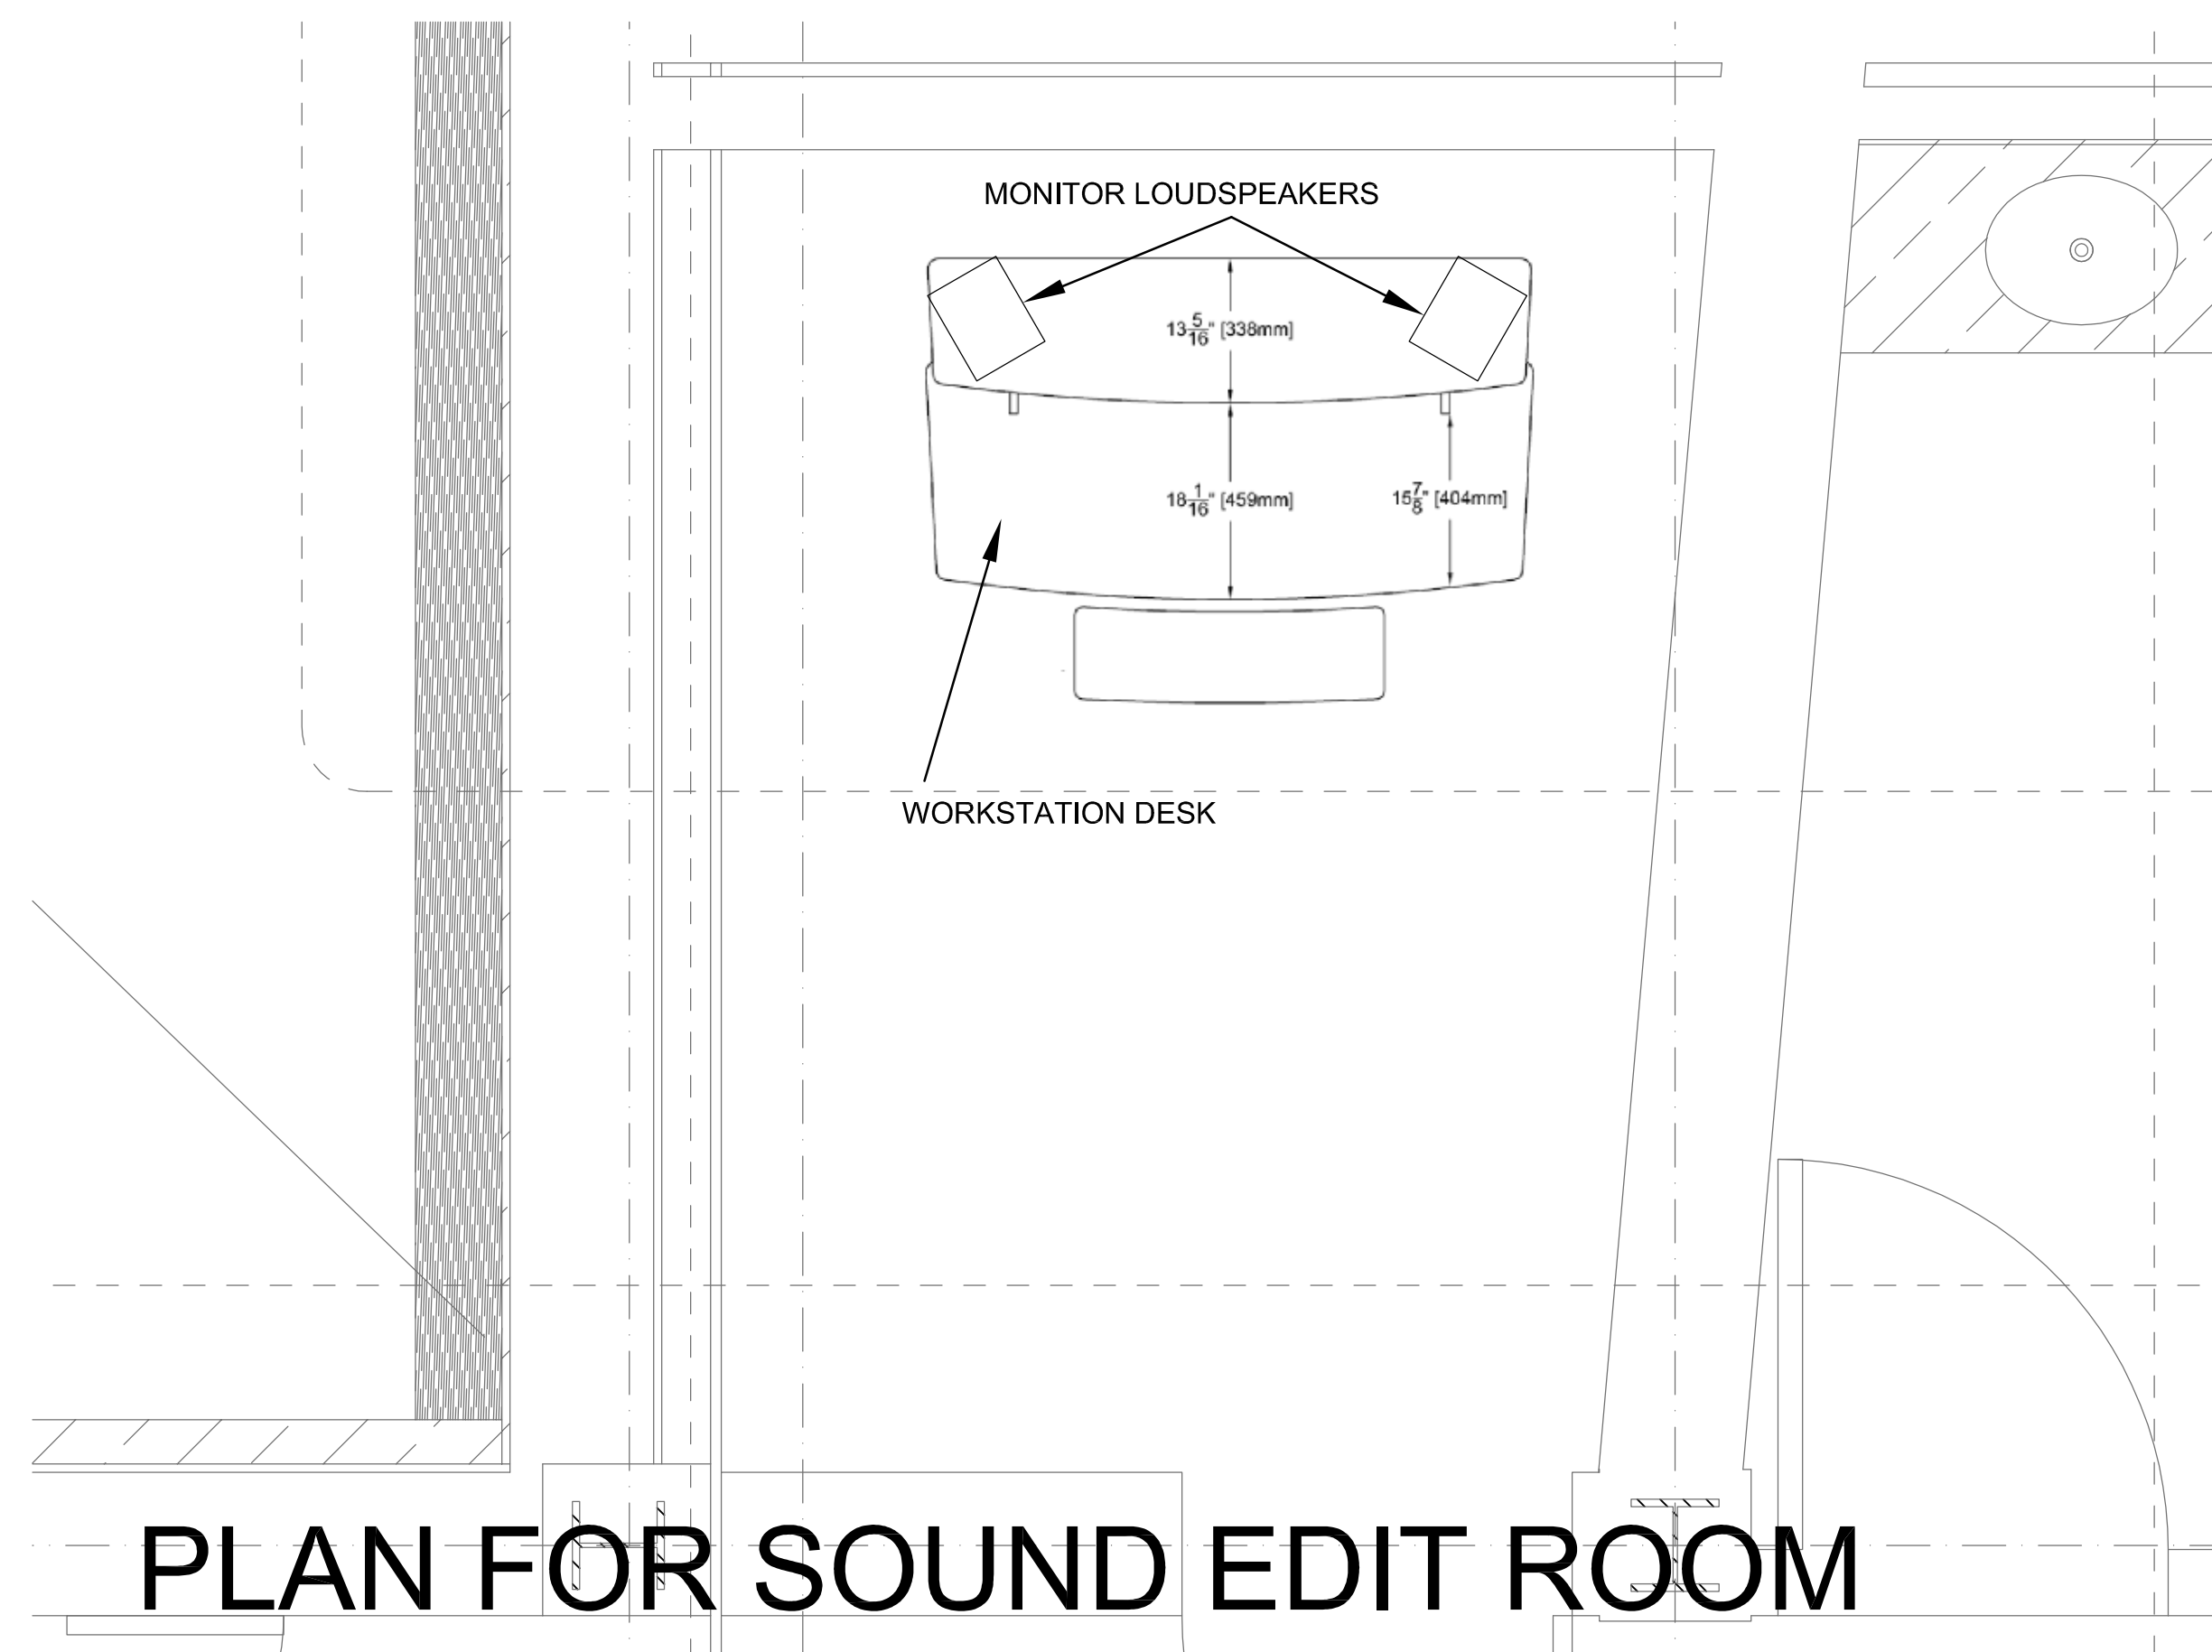 MONITOR LOUDSPEAKERS
13 5/16" [338mm]
18 1/16" [459mm]
15 7/8" [404mm]
WORKSTATION DESK
PLAN FOR SOUND EDIT ROOM